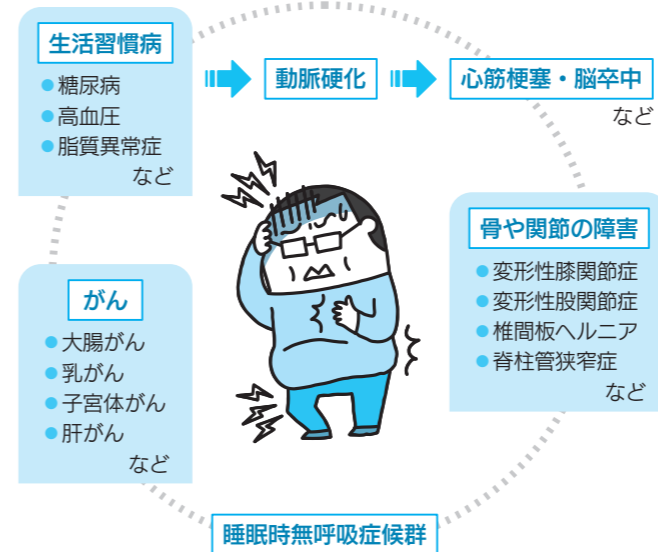 生活習慣病
●糖尿病
●高血圧
●脂質異常症
など
動脈硬化
心筋梗塞・脳卒中
など
骨や関節の障害
●変形性膝関節症
●変形性股関節症
●椎間板ヘルニア
●脊柱管狭窄症
など
がん
●大腸がん
●乳がん
●子宮体がん
●肝がん
など
睡眠時無呼吸症候群